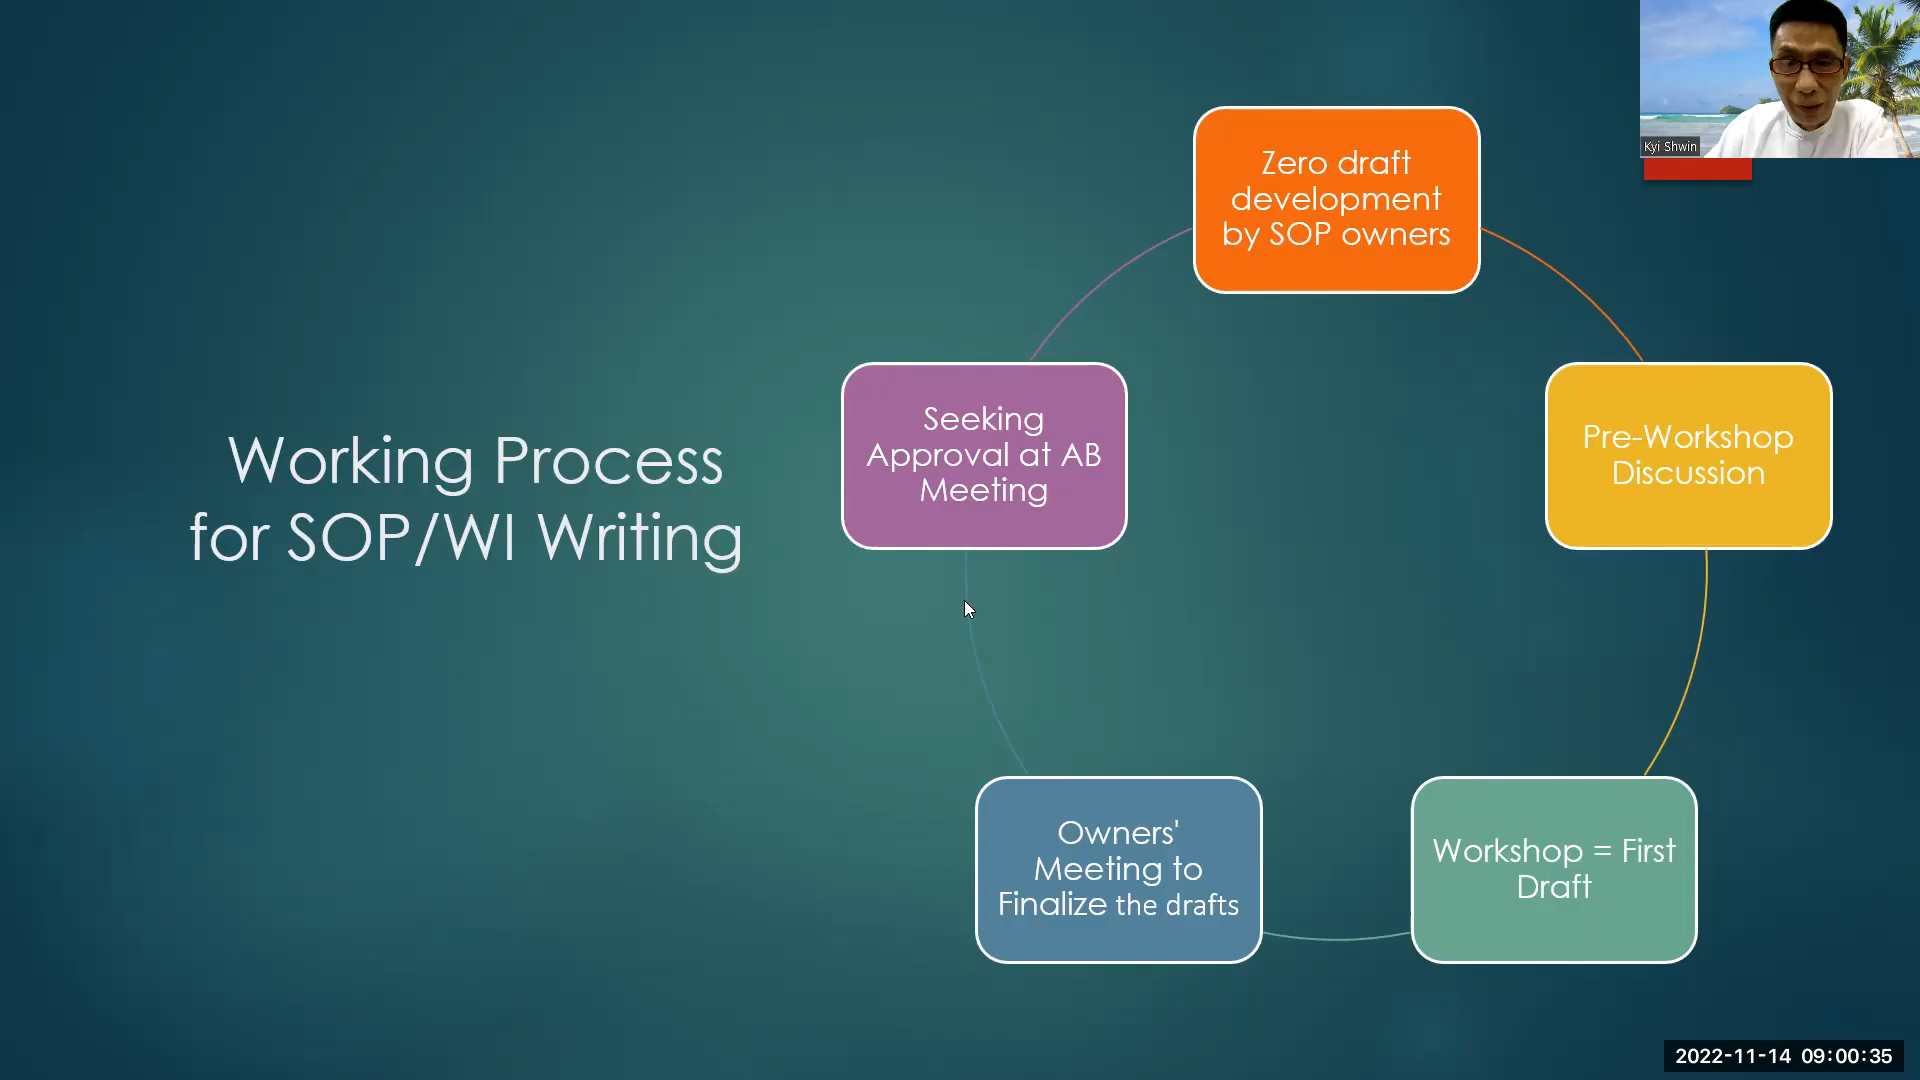 Working Process
for SOP/WI Writing
Zero draft
development
by SOP owners
Pre-Workshop
Discussion
Workshop = First
Draft
Owners'
Meeting to
Finalize the drafts
Seeking
Approval at AB
Meeting
Kyi Shwin
2022-11-14 09:00:35